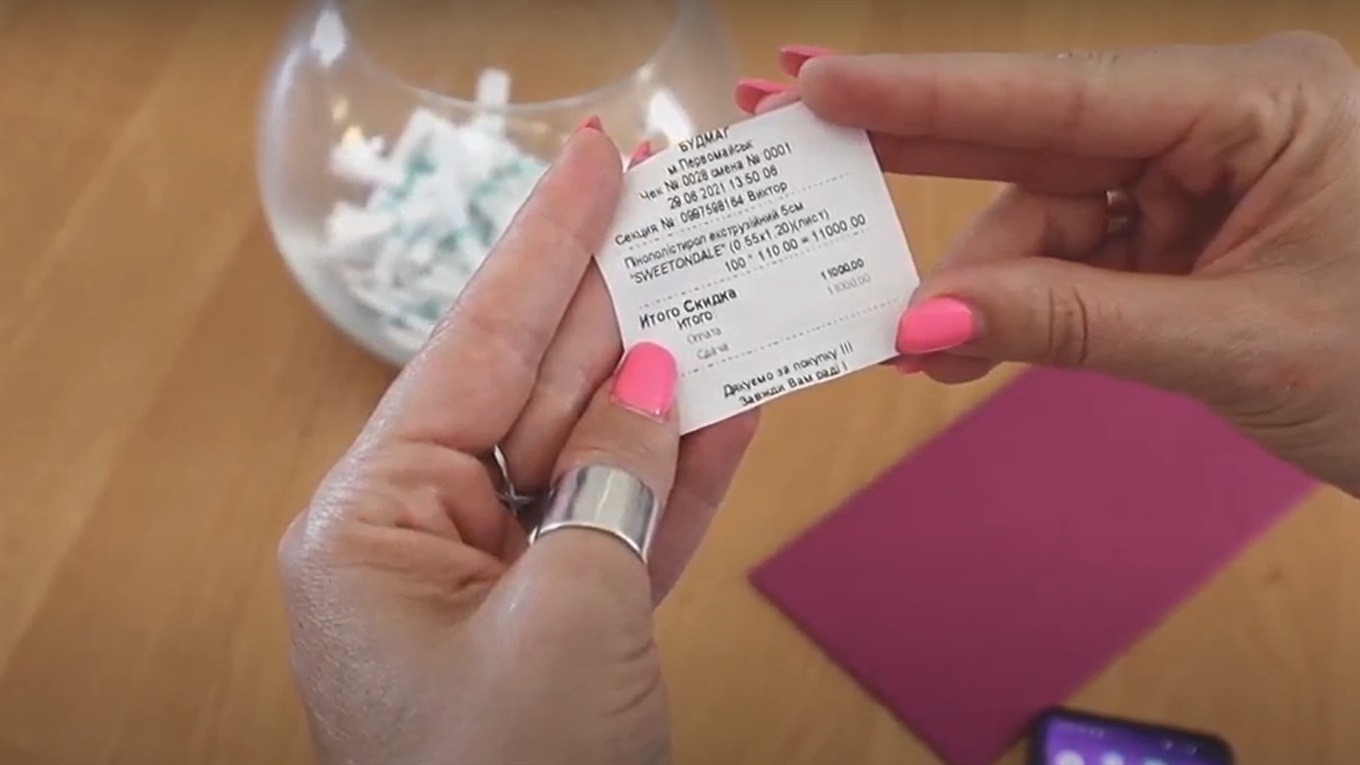 БУДМАГ
м Первомайськ
Чек № 0028 смена № 0001
29 06 2021 13 50 06
Секция № 0997598164 Виктор
Пінополістирол екструзійний 5см
"SWEETONDALE" (0 55x1 20)(лист)
100 * 110.00 = 11000.00
Итого Скидка
итого 11000.00
Оплата 11000.00
Сдача
Дякуємо за покупку !!!
Завжди Вам раді !